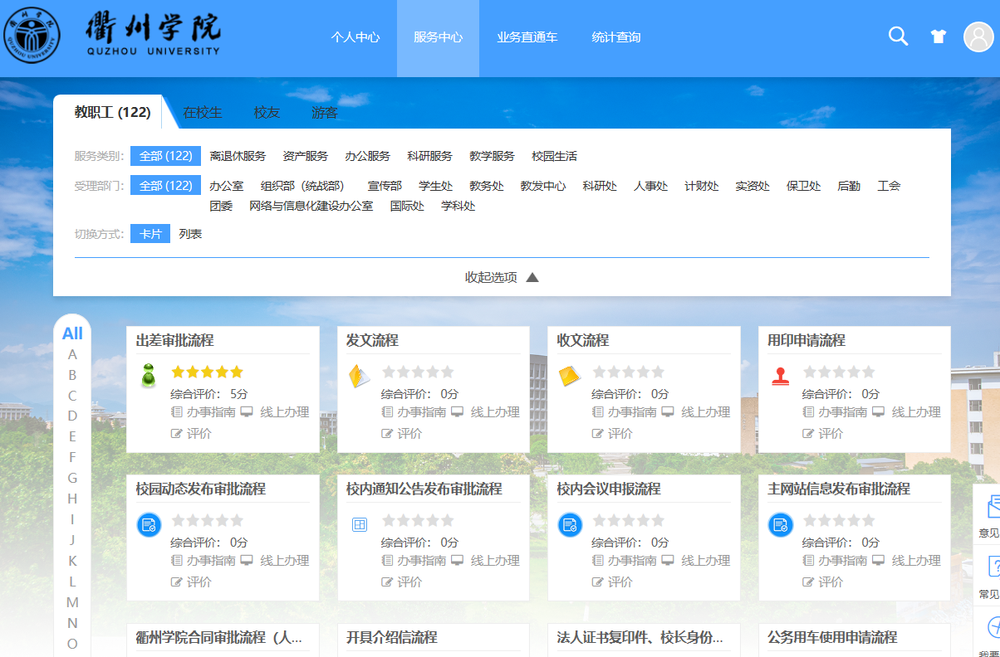 衢州学院
QUZHOU UNIVERSITY
个人中心 服务中心 业务直通车 统计查询
教职工 (122) 在校生 校友 游客
服务类别: 全部 (122) 离退休服务 资产服务 办公服务 科研服务 教学服务 校园生活
受理部门: 全部 (122) 办公室 组织部（统战部） 宣传部 学生处 教务处 教发中心 科研处 人事处 计财处 实资处 保卫处 后勤 工会
团委 网络与信息化建设办公室 国际处 学科处
切换方式: 卡片 列表
收起选项
All
A
B
C
D
E
F
G
H
I
J
K
L
M
N
O
出差审批流程
综合评价： 5分
办事指南 线上办理
评价
发文流程
综合评价： 0分
办事指南 线上办理
评价
收文流程
综合评价： 0分
办事指南 线上办理
评价
用印申请流程
综合评价： 0分
办事指南 线上办理
评价
校园动态发布审批流程
综合评价： 0分
办事指南 线上办理
评价
校内通知公告发布审批流程
综合评价： 0分
办事指南 线上办理
评价
校内会议申报流程
综合评价： 0分
办事指南 线上办理
评价
主网站信息发布审批流程
综合评价： 0分
办事指南 线上办理
评价
衢州学院合同审批流程（人...
开具介绍信流程
法人证书复印件、校长身份...
公务用车使用申请流程
意见
常见
我要